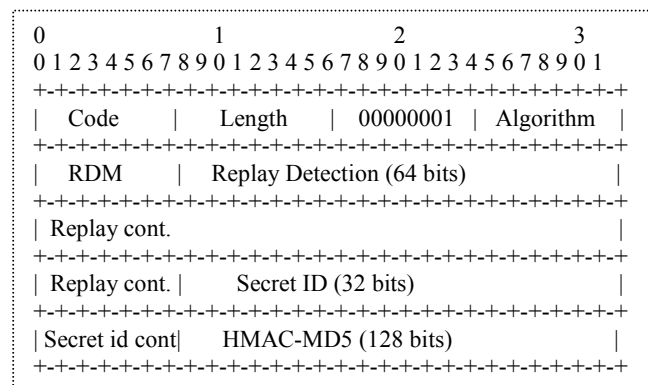 0 1 2 3
0 1 2 3 4 5 6 7 8 9 0 1 2 3 4 5 6 7 8 9 0 1 2 3 4 5 6 7 8 9 0 1
+-+-+-+-+-+-+-+-+-+-+-+-+-+-+-+-+-+-+-+-+-+-+-+-+-+-+-+-+-+-+-+-+
| Code | Length | 00000001 | Algorithm |
+-+-+-+-+-+-+-+-+-+-+-+-+-+-+-+-+-+-+-+-+-+-+-+-+-+-+-+-+-+-+-+-+
| RDM | Replay Detection (64 bits) |
+-+-+-+-+-+-+-+-+-+-+-+-+-+-+-+-+-+-+-+-+-+-+-+-+-+-+-+-+-+-+-+-+
| Replay cont. |
+-+-+-+-+-+-+-+-+-+-+-+-+-+-+-+-+-+-+-+-+-+-+-+-+-+-+-+-+-+-+-+-+
| Replay cont. | Secret ID (32 bits) |
+-+-+-+-+-+-+-+-+-+-+-+-+-+-+-+-+-+-+-+-+-+-+-+-+-+-+-+-+-+-+-+-+
| Secret id cont| HMAC-MD5 (128 bits) |
+-+-+-+-+-+-+-+-+-+-+-+-+-+-+-+-+-+-+-+-+-+-+-+-+-+-+-+-+-+-+-+-+